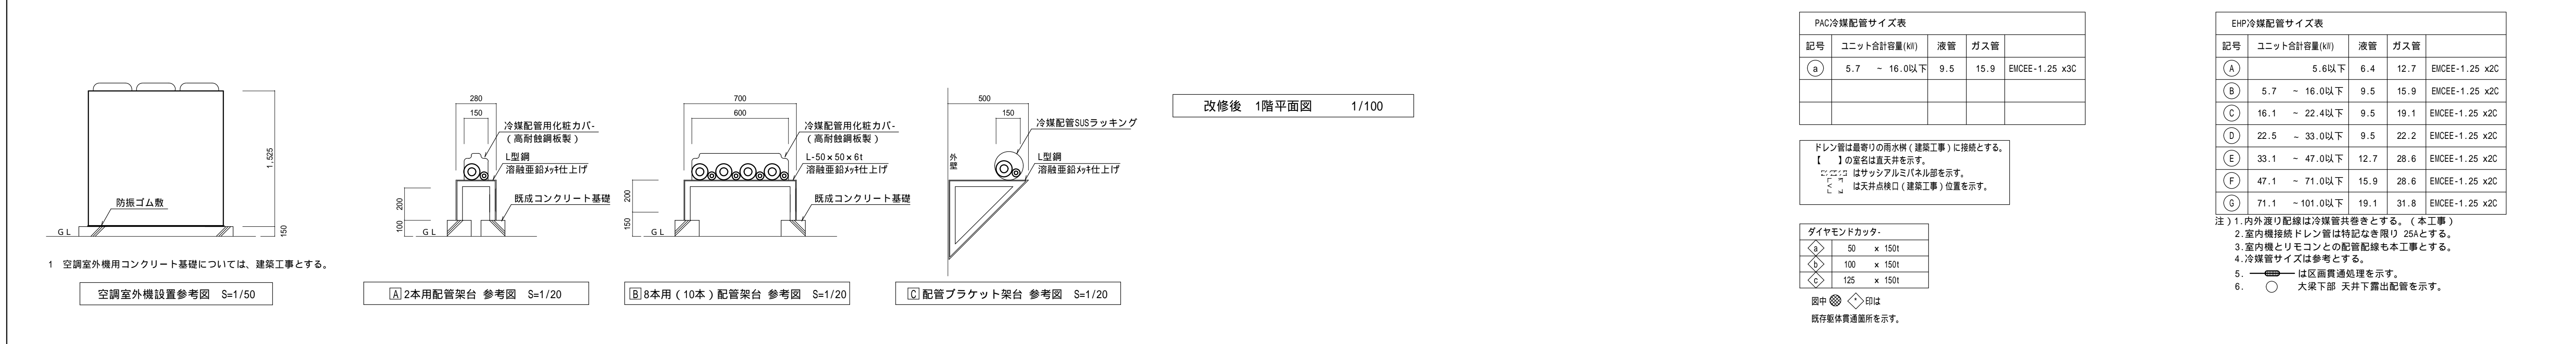 1,525
150
防振ゴム敷
GL
1 空調室外機用コンクリート基礎については、建築工事とする。
空調室外機設置参考図 S=1/50
280
150
冷媒配管用化粧カバ-
(高耐蝕鋼板製)
L型鋼
溶融亜鉛ﾒｯｷ仕上げ
200
100
既成コンクリート基礎
GL
A 2本用配管架台 参考図 S=1/20
700
600
冷媒配管用化粧カバ-
(高耐蝕鋼板製)
L-50×50×6t
溶融亜鉛ﾒｯｷ仕上げ
200
150
既成コンクリート基礎
GL
B 8本用(10本)配管架台 参考図 S=1/20
500
150
冷媒配管SUSラッキング
外壁
L型鋼
溶融亜鉛ﾒｯｷ仕上げ
C 配管ブラケット架台 参考図 S=1/20
改修後 1階平面図 1/100
PAC冷媒配管サイズ表
記号 ユニット合計容量(kW) 液管 ガス管
a 5.7 ~ 16.0以下 9.5 15.9 EMCEE-1.25 x3C
ドレン管は最寄りの雨水桝(建築工事)に接続とする。
【 】の室名は直天井を示す。
はサッシアルミパネル部を示す。
は天井点検口(建築工事)位置を示す。
ダイヤモンドカッタ-
a 50 x 150t
b 100 x 150t
c 125 x 150t
図中 * 印は
既存躯体貫通箇所を示す。
EHP冷媒配管サイズ表
記号 ユニット合計容量(kW) 液管 ガス管
A 5.6以下 6.4 12.7 EMCEE-1.25 x2C
B 5.7 ~ 16.0以下 9.5 15.9 EMCEE-1.25 x2C
C 16.1 ~ 22.4以下 9.5 19.1 EMCEE-1.25 x2C
D 22.5 ~ 33.0以下 9.5 22.2 EMCEE-1.25 x2C
E 33.1 ~ 47.0以下 12.7 28.6 EMCEE-1.25 x2C
F 47.1 ~ 71.0以下 15.9 28.6 EMCEE-1.25 x2C
G 71.1 ~101.0以下 19.1 31.8 EMCEE-1.25 x2C
注)1.内外渡り配線は冷媒管共巻きとする。(本工事)
2.室内機接続ドレン管は特記なき限り 25Aとする。
3.室内機とリモコンとの配管配線も本工事とする。
4.冷媒管サイズは参考とする。
5. は区画貫通処理を示す。
6. 大梁下部 天井下露出配管を示す。